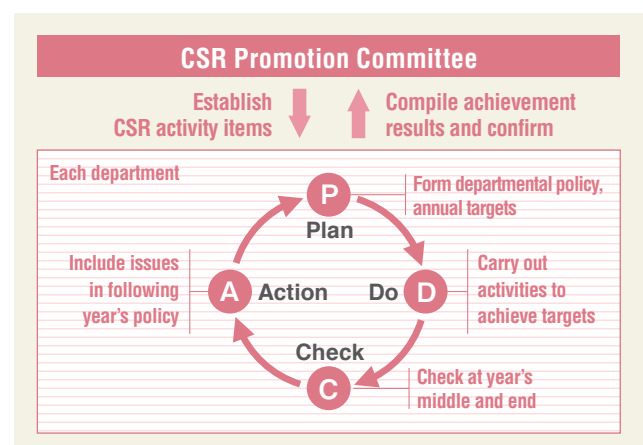 CSR Promotion Committee
Establish
CSR activity items
Compile achievement
results and confirm
Each department
P
Plan
Form departmental policy,
annual targets
Include issues
in following
year's policy
A Action
Do D
Carry out
activities to
achieve targets
Check
C
Check at year's
middle and end